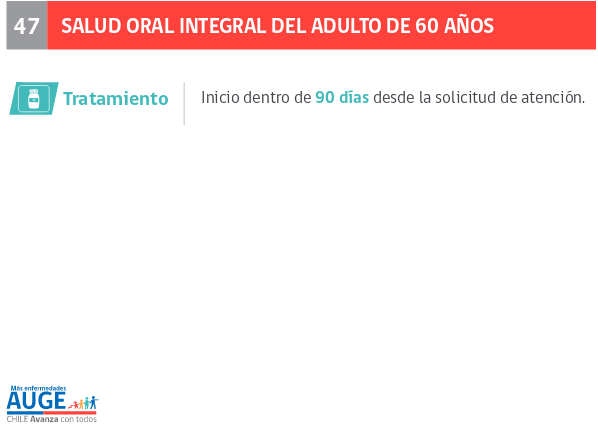 47 SALUD ORAL INTEGRAL DEL ADULTO DE 60 AÑOS
Tratamiento Inicio dentro de 90 días desde la solicitud de atención.
Más enfermedades
AUGE
CHILE Avanza con todos